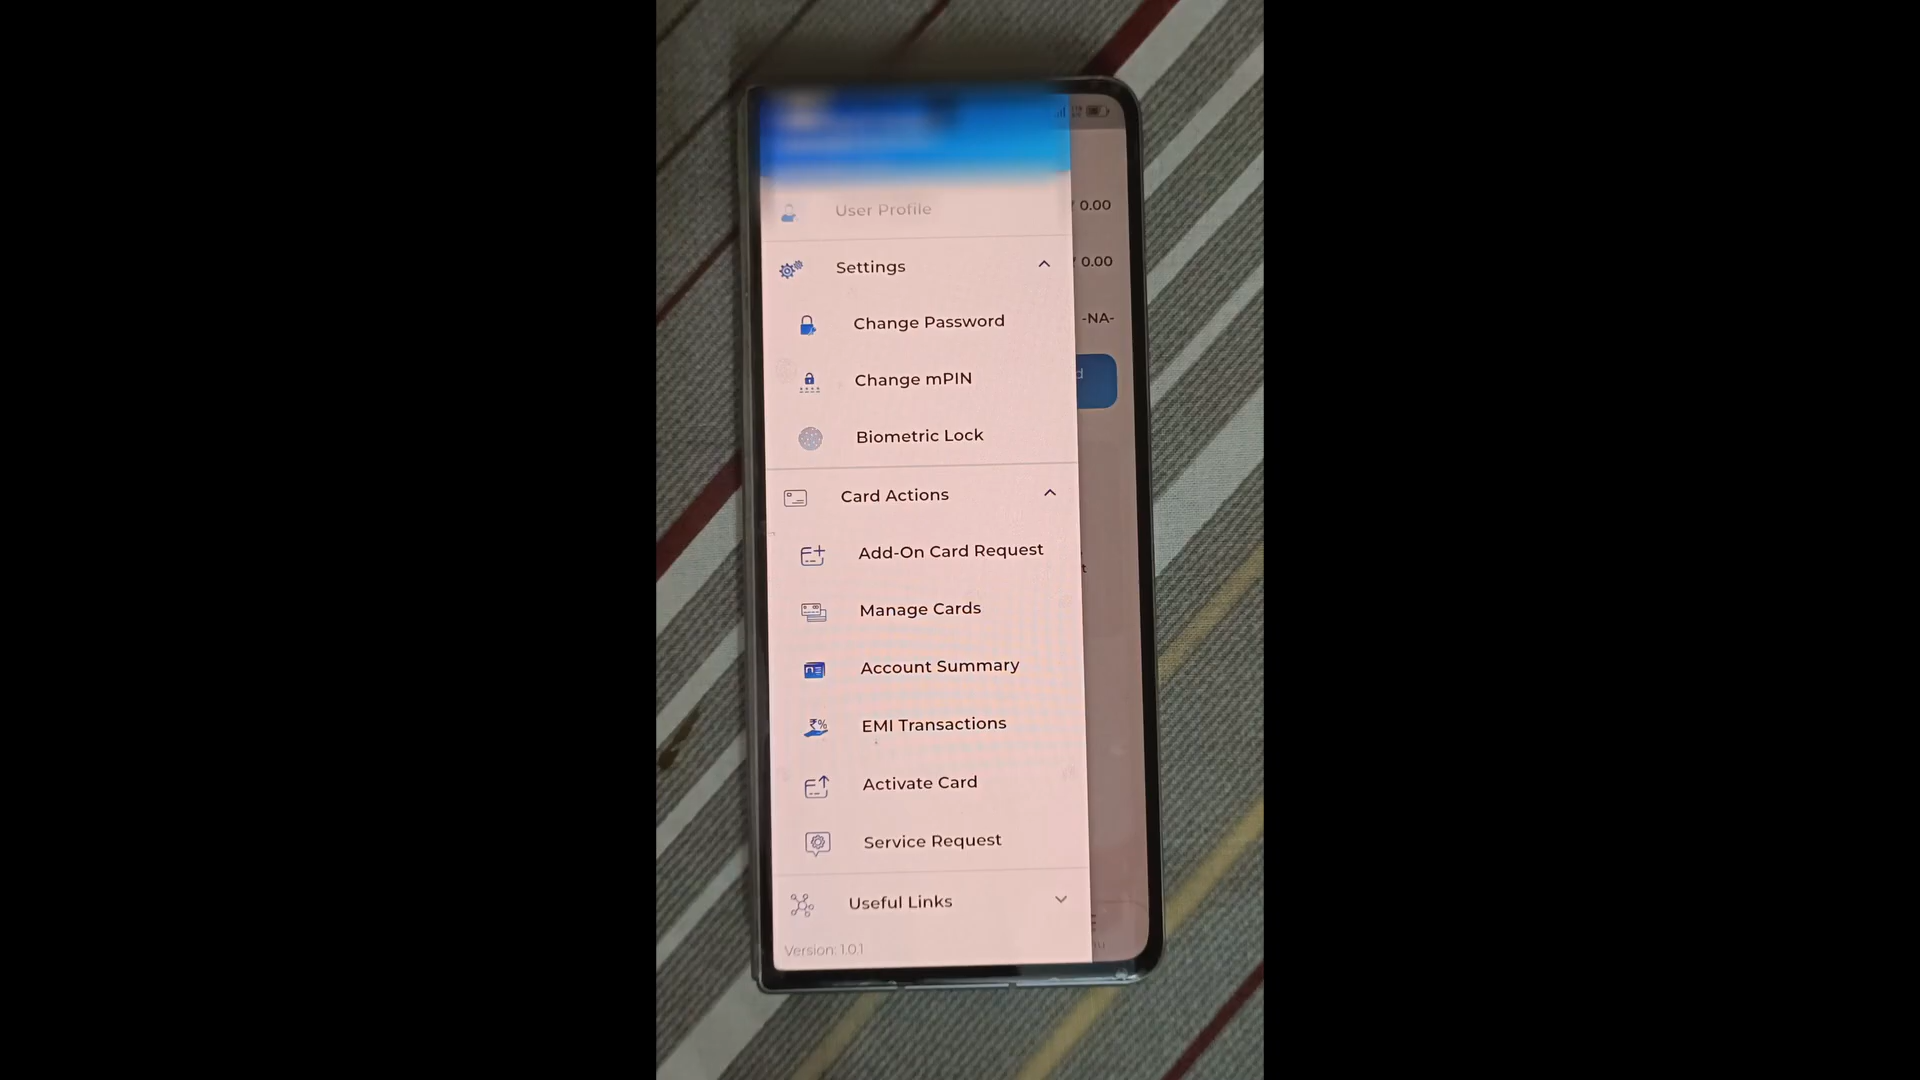 User Profile
₹ 0.00
Settings
₹ 0.00
Change Password
-NA-
Change mPIN
Biometric Lock
Card Actions
Add-On Card Request
Manage Cards
Account Summary
EMI Transactions
Activate Card
Service Request
Useful Links
Version: 1.0.1